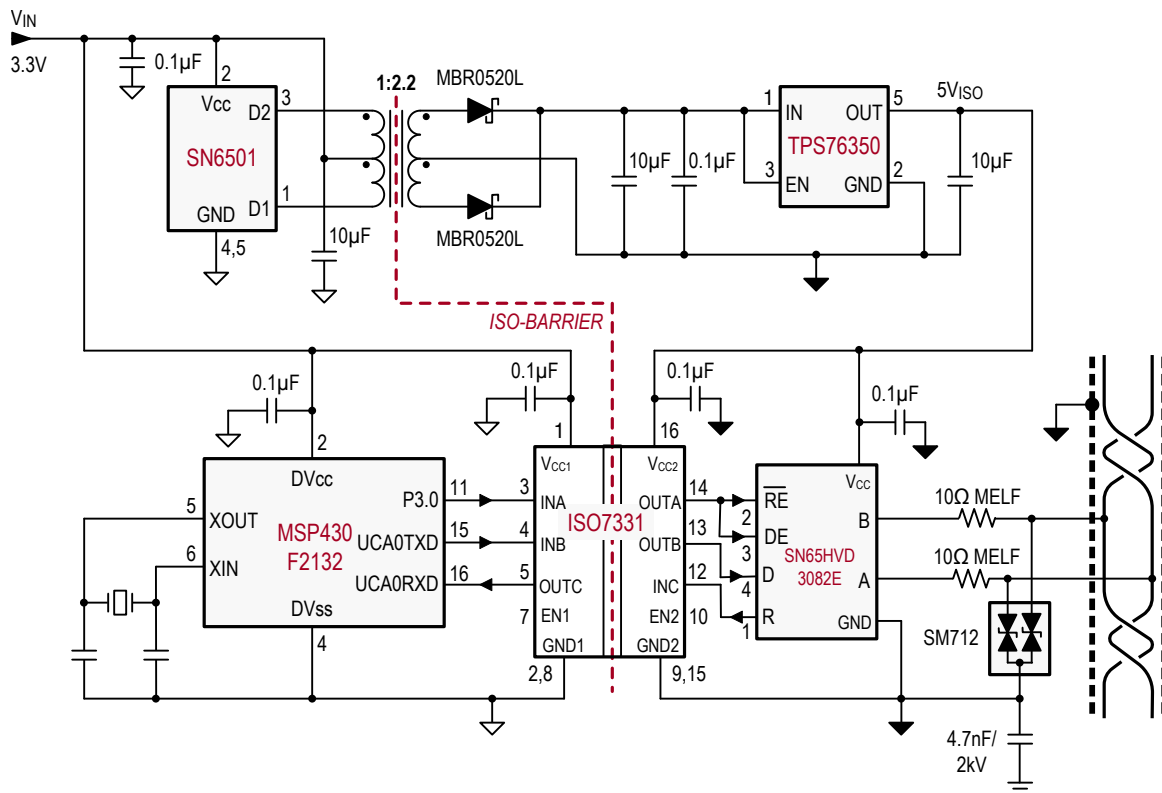 VIN
3.3V
0.1µF
2
Vcc
D2
3
SN6501
D1
1
GND
4,5
10µF
1:2.2
MBR0520L
MBR0520L
10µF
0.1µF
1
IN
OUT
5
TPS76350
3
EN
GND
2
5VISO
10µF
ISO-BARRIER
0.1µF
2
DVcc
5
XOUT
6
XIN
MSP430
F2132
P3.0
11
UCA0TXD
15
UCA0RXD
16
DVss
4
0.1µF
1
VCC1
3
INA
4
INB
5
OUTC
7
EN1
GND1
2,8
ISO7331
0.1µF
16
VCC2
OUTA
14
OUTB
13
INC
12
EN2
10
GND2
9,15
0.1µF
VCC
RE
2
DE
3
D
4
R
1
SN65HVD
3082E
B
A
GND
10Ω MELF
10Ω MELF
SM712
4.7nF/
2kV